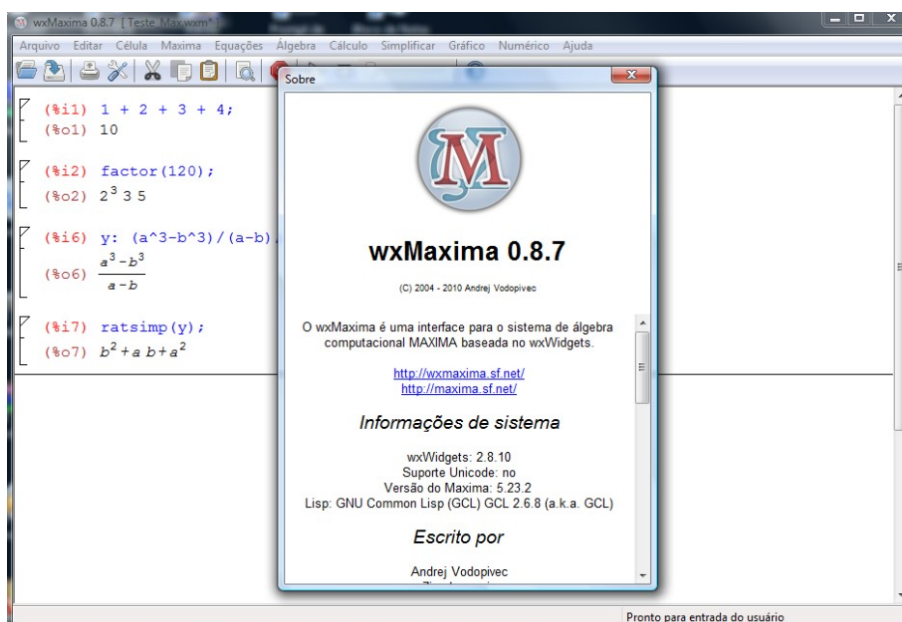 wxMaxima 0.8.7 [ Teste_Max.wxm* ]
Arquivo Editar Célula Maxima Equações Álgebra Cálculo Simplificar Gráfico Numérico Ajuda
(%i1) 1 + 2 + 3 + 4;
(%o1) 10
(%i2) factor(120);
(%o2) 2³ 3 5
(%i6) y: (a^3-b^3)/(a-b)
(%o6) a³-b³
a-b
(%i7) ratsimp(y);
(%o7) b²+a b+a²
Sobre
M
wxMaxima 0.8.7
(C) 2004 - 2010 Andrej Vodopivec
O wxMaxima é uma interface para o sistema de álgebra
computacional MAXIMA baseada no wxWidgets.
http://wxmaxima.sf.net/
http://maxima.sf.net/
Informações de sistema
wxWidgets: 2.8.10
Suporte Unicode: no
Versão do Maxima: 5.23.2
Lisp: GNU Common Lisp (GCL) GCL 2.6.8 (a.k.a. GCL)
Escrito por
Andrej Vodopivec
Pronto para entrada do usuário